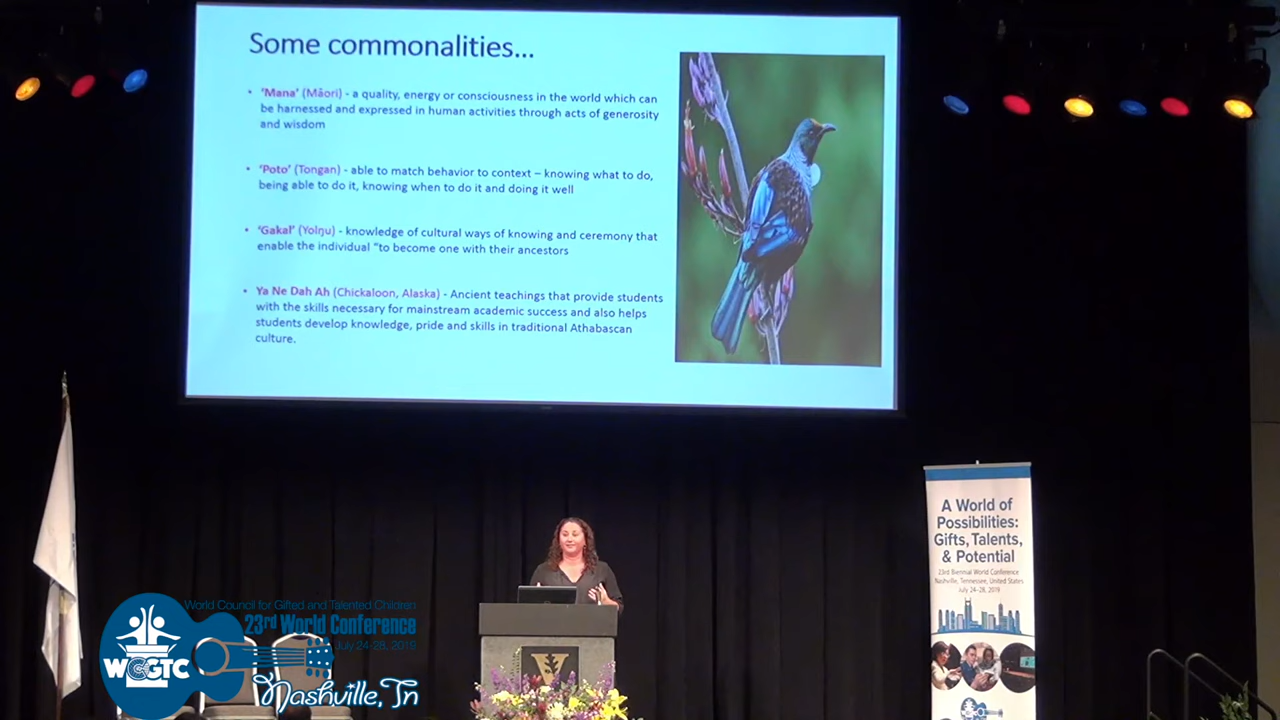 Some commonalities...
• 'Mana' (Māori) - a quality, energy or consciousness in the world which can
be harnessed and expressed in human activities through acts of generosity
and wisdom
• 'Poto' (Tongan) - able to match behavior to context – knowing what to do,
being able to do it, knowing when to do it and doing it well
• 'Gakal' (Yolŋu) - knowledge of cultural ways of knowing and ceremony that
enable the individual "to become one with their ancestors
• Ya Ne Dah Ah (Chickaloon, Alaska) - Ancient teachings that provide students
with the skills necessary for mainstream academic success and also helps
students develop knowledge, pride and skills in traditional Athabascan
culture.
A World of
Possibilities:
Gifts, Talents,
& Potential
23rd Biennial World Conference
Nashville, Tennessee, United States
July 24-28, 2019
World Council for Gifted and Talented Children
23rd World Conference
July 24-28, 2019
WCGTC
Nashville, Tn
V